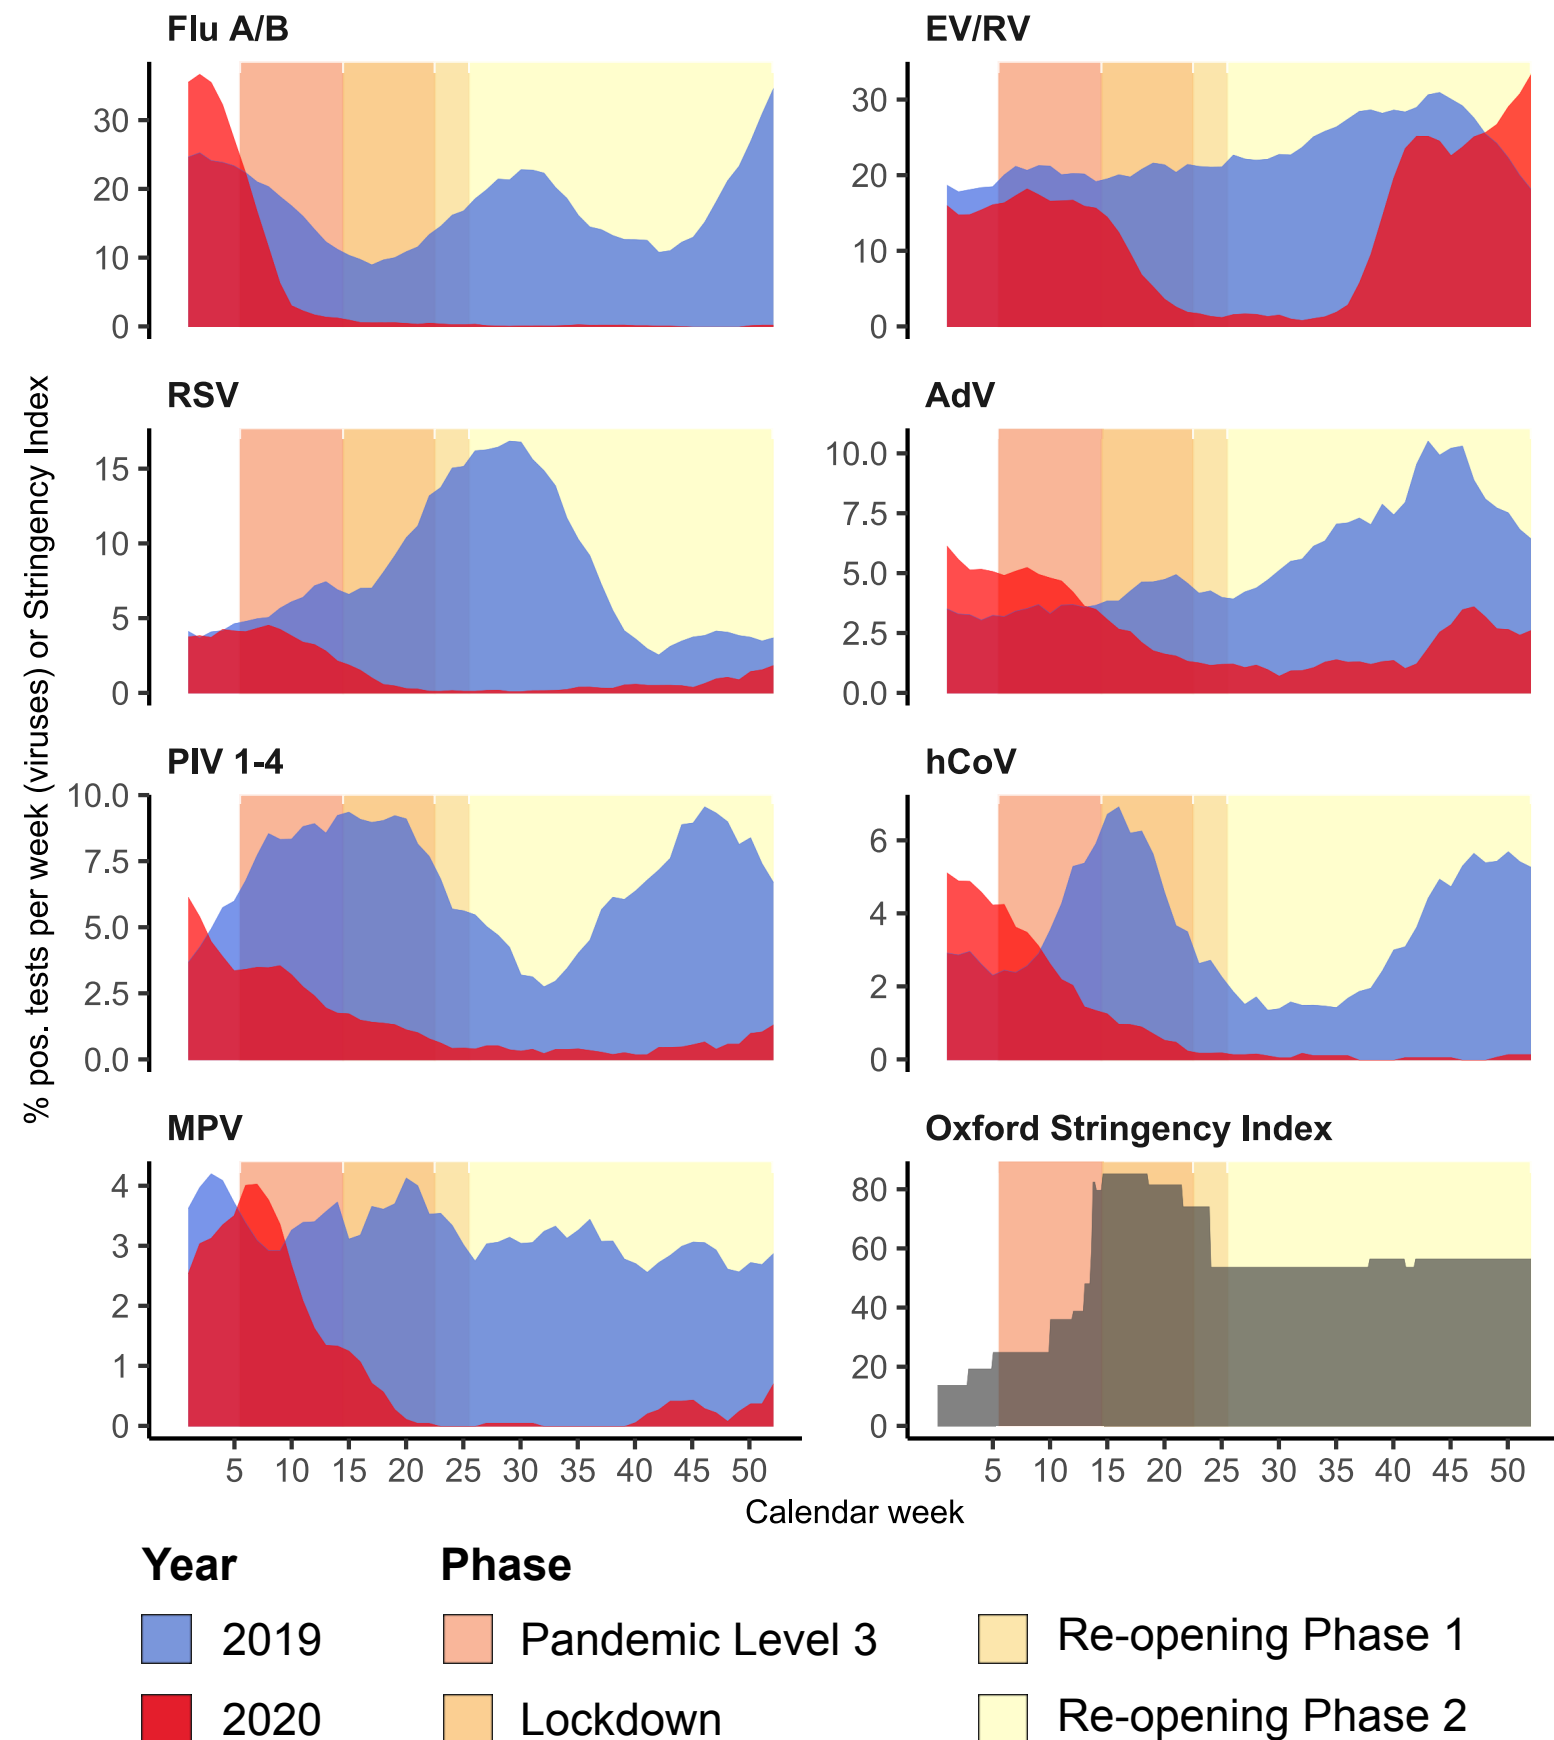 Flu A/B
EV/RV
30
20
10
0
30
20
10
0
RSV
AdV
15
10
5
0
10.0
7.5
5.0
2.5
0.0
PIV 1-4
hCoV
10.0
7.5
5.0
2.5
0.0
6
4
2
0
MPV
Oxford Stringency Index
4
3
2
1
0
80
60
40
20
0
5 10 15 20 25 30 35 40 45 50
5 10 15 20 25 30 35 40 45 50
% pos. tests per week (viruses) or Stringency Index
Calendar week
Year
Phase
2019
Pandemic Level 3
Re-opening Phase 1
2020
Lockdown
Re-opening Phase 2